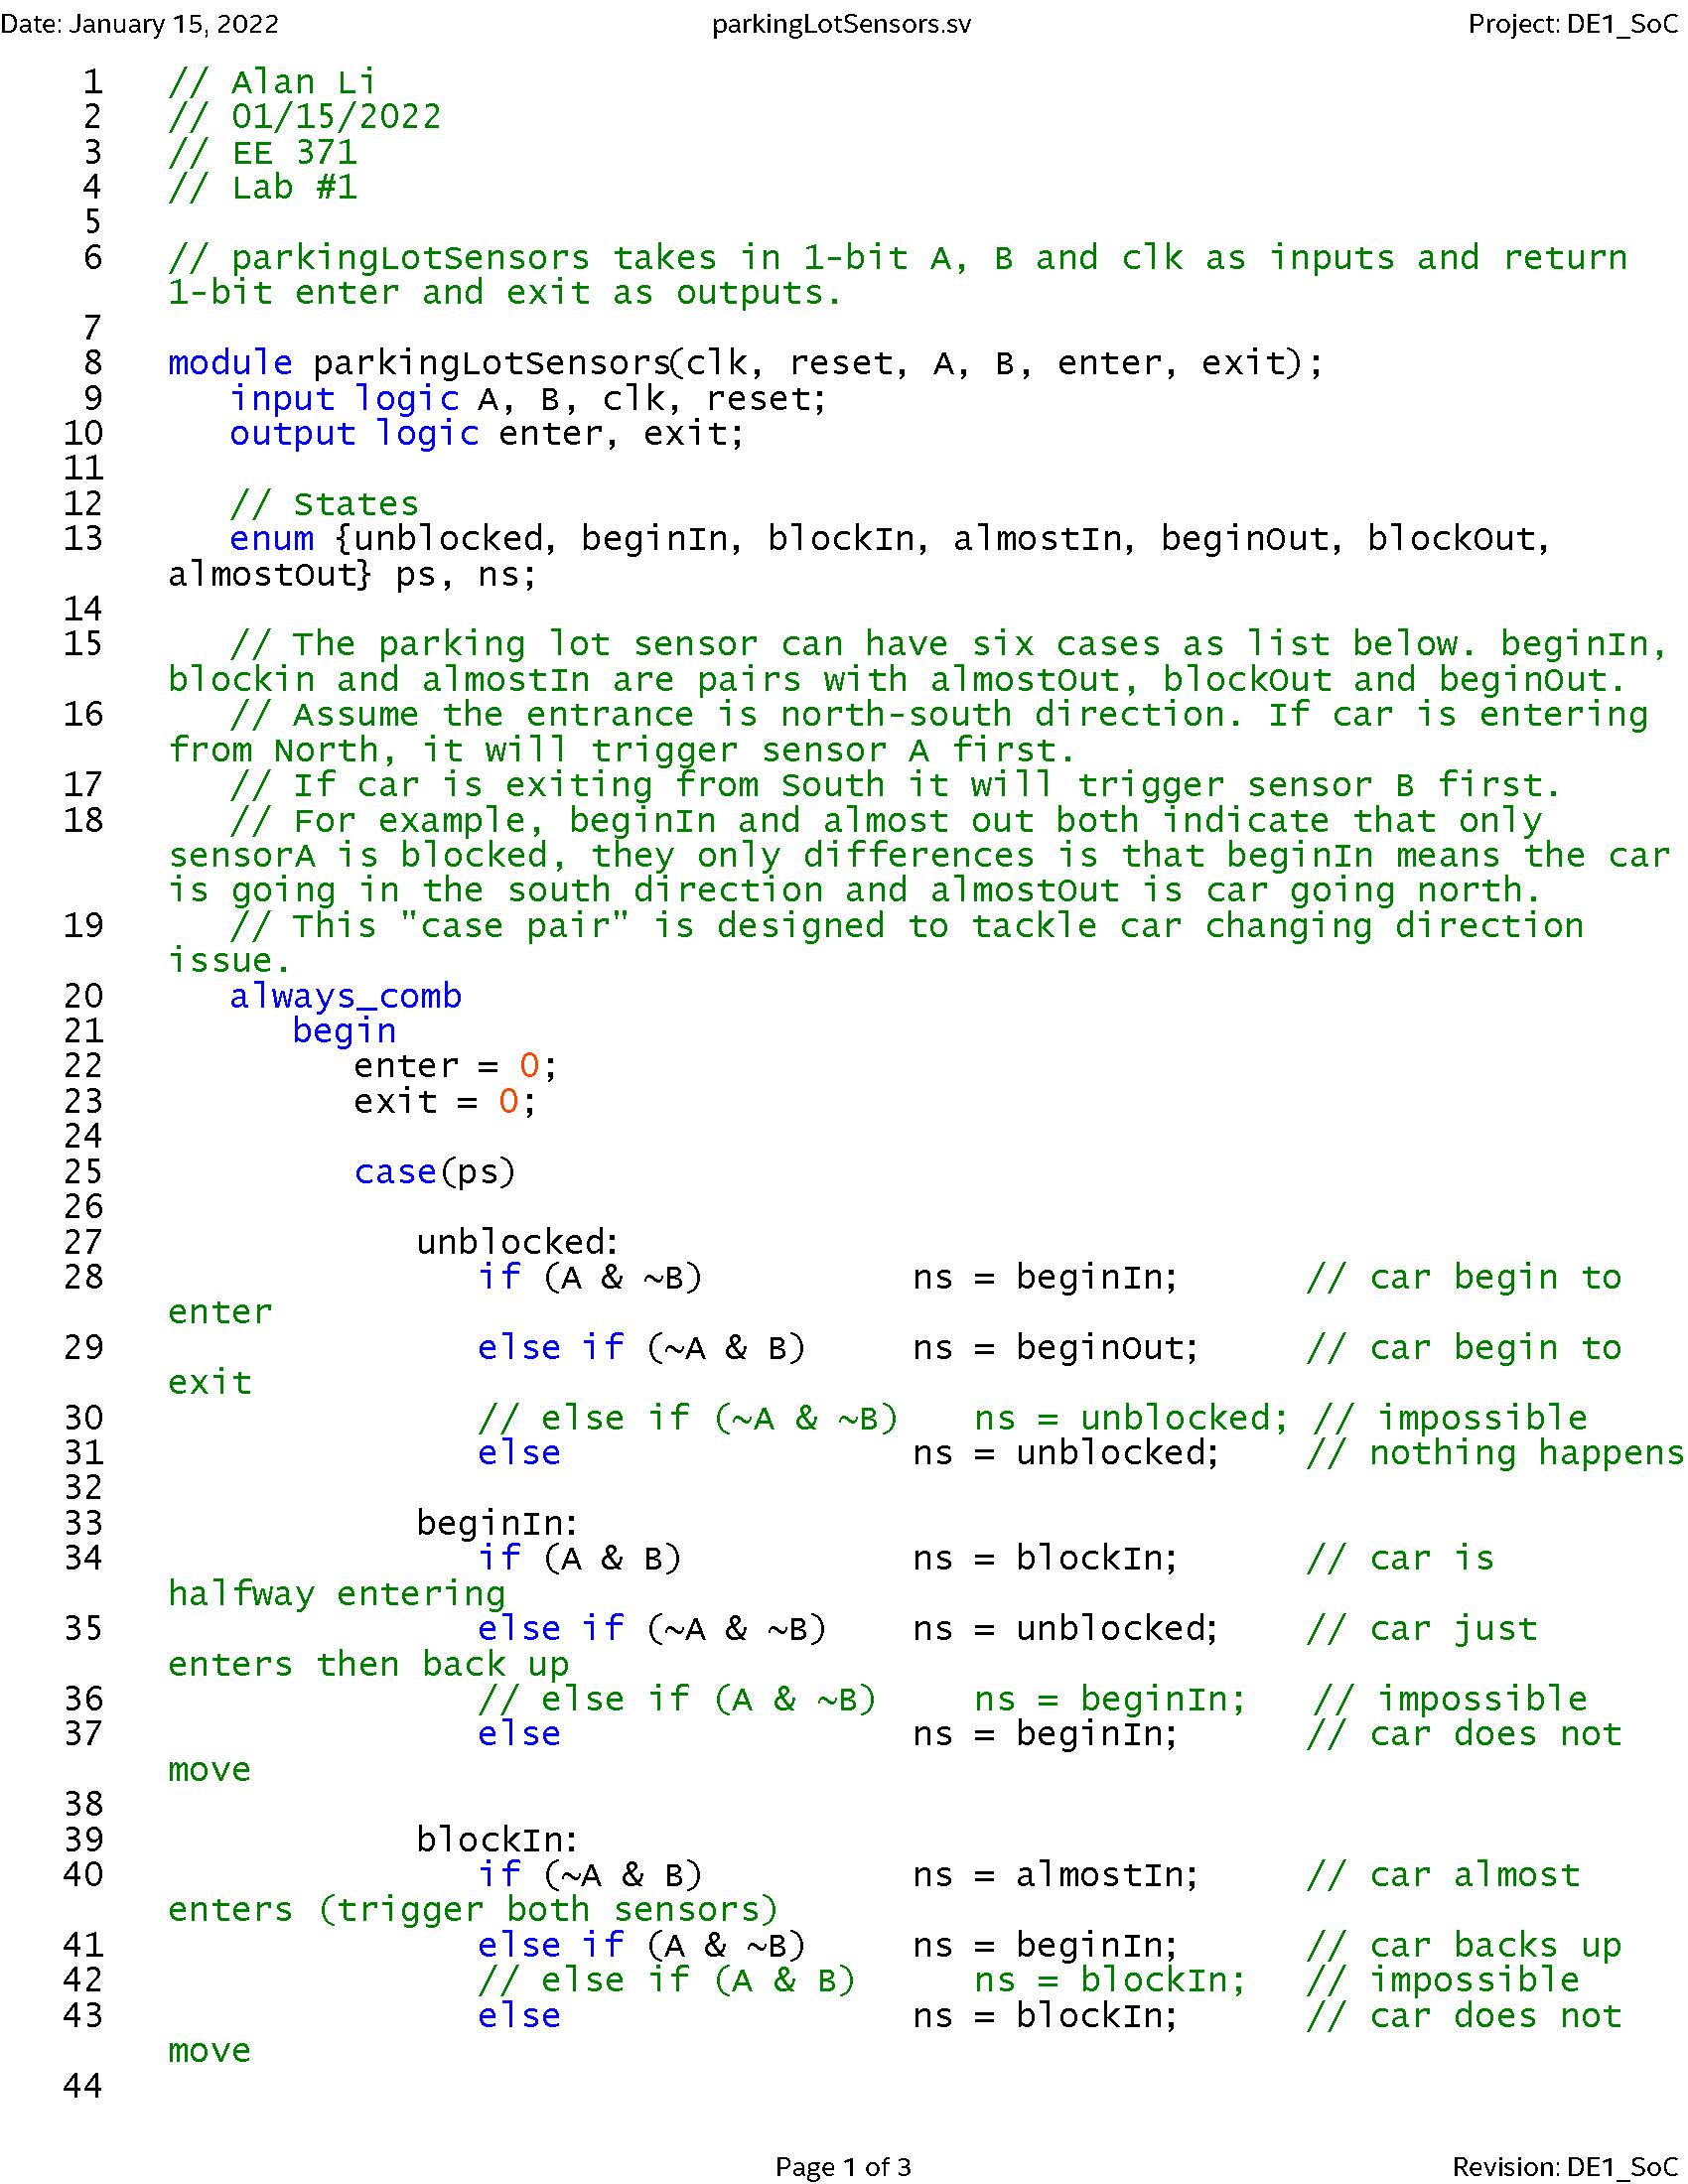 Date: January 15, 2022 parkingLotSensors.sv Project: DE1_SoC
1 // Alan Li
2 // 01/15/2022
3 // EE 371
4 // Lab #1
5
6 // parkingLotSensors takes in 1-bit A, B and clk as inputs and return
1-bit enter and exit as outputs.
7
8 module parkingLotSensors(clk, reset, A, B, enter, exit);
9 input logic A, B, clk, reset;
10 output logic enter, exit;
11
12 // States
13 enum {unblocked, beginIn, blockIn, almostIn, beginOut, blockOut,
almostOut} ps, ns;
14
15 // The parking lot sensor can have six cases as list below. beginIn,
blockin and almostIn are pairs with almostOut, blockOut and beginOut.
16 // Assume the entrance is north-south direction. If car is entering
from North, it will trigger sensor A first.
17 // If car is exiting from South it will trigger sensor B first.
18 // For example, beginIn and almost out both indicate that only
sensorA is blocked, they only differences is that beginIn means the car
is going in the south direction and almostOut is car going north.
19 // This "case pair" is designed to tackle car changing direction
issue.
20 always_comb
21 begin
22 enter = 0;
23 exit = 0;
24
25 case(ps)
26
27 unblocked:
28 if (A & ~B) ns = beginIn; // car begin to
enter
29 else if (~A & B) ns = beginOut; // car begin to
exit
30 // else if (~A & ~B) ns = unblocked; // impossible
31 else ns = unblocked; // nothing happens
32
33 beginIn:
34 if (A & B) ns = blockIn; // car is
halfway entering
35 else if (~A & ~B) ns = unblocked; // car just
enters then back up
36 // else if (A & ~B) ns = beginIn; // impossible
37 else ns = beginIn; // car does not
move
38
39 blockIn:
40 if (~A & B) ns = almostIn; // car almost
enters (trigger both sensors)
41 else if (A & ~B) ns = beginIn; // car backs up
42 // else if (A & B) ns = blockIn; // impossible
43 else ns = blockIn; // car does not
move
44
Page 1 of 3 Revision: DE1_SoC